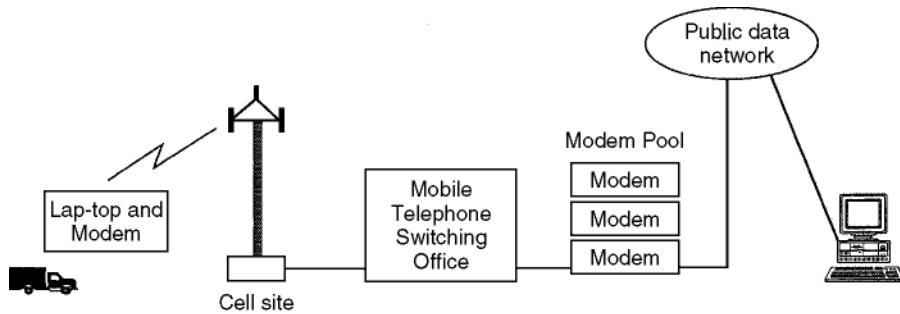 Public data
network
Modem Pool
Modem
Modem
Modem
Mobile
Telephone
Switching
Office
Lap-top and
Modem
Cell site